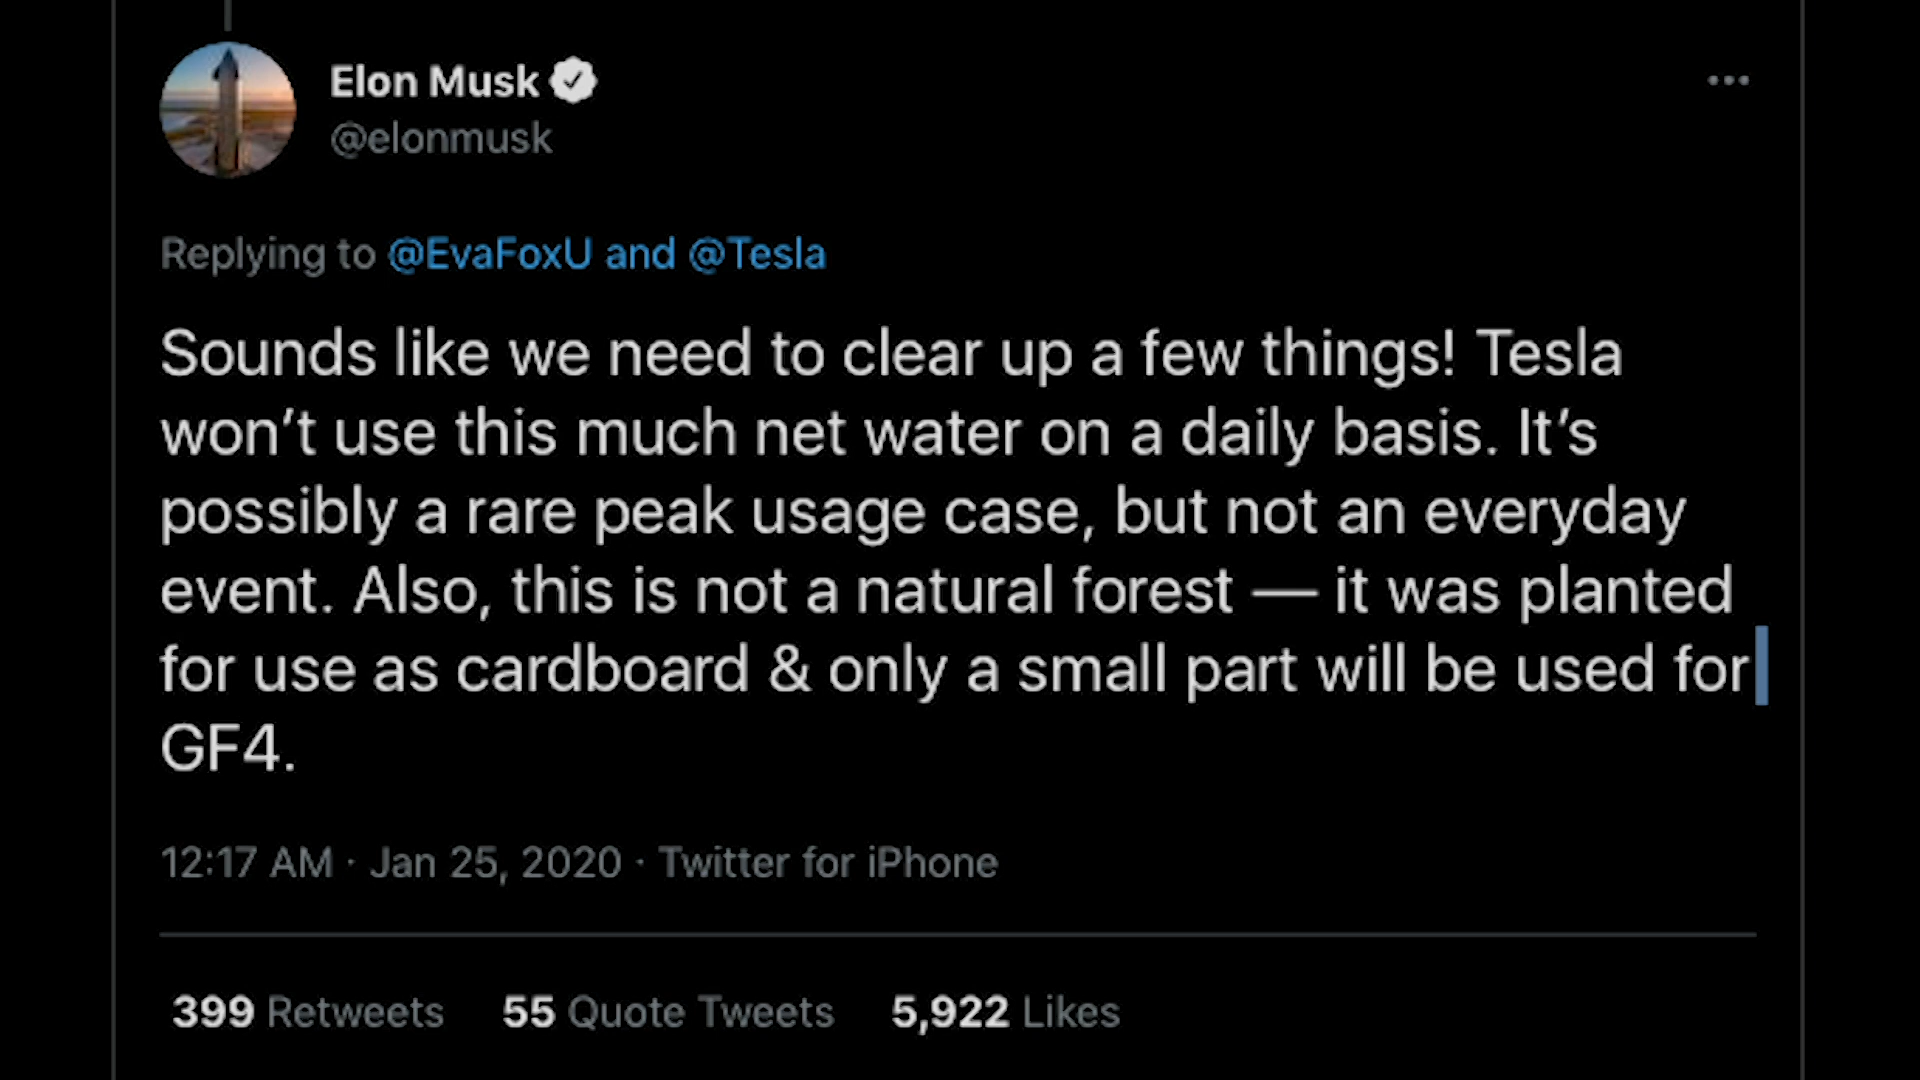 Elon Musk
@elonmusk
Replying to @EvaFoxU and @Tesla
Sounds like we need to clear up a few things! Tesla
won’t use this much net water on a daily basis. It’s
possibly a rare peak usage case, but not an everyday
event. Also, this is not a natural forest — it was planted
for use as cardboard & only a small part will be used for
GF4.
12:17 AM · Jan 25, 2020 · Twitter for iPhone
399 Retweets 55 Quote Tweets 5,922 Likes